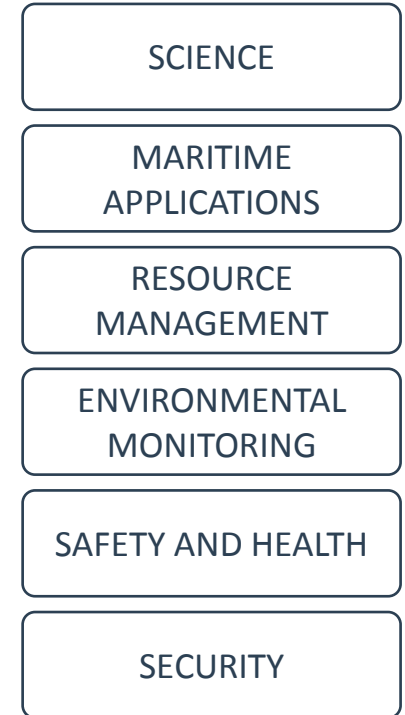 SCIENCE
MARITIME
APPLICATIONS
RESOURCE
MANAGEMENT
ENVIRONMENTAL
MONITORING
SAFETY AND HEALTH
SECURITY